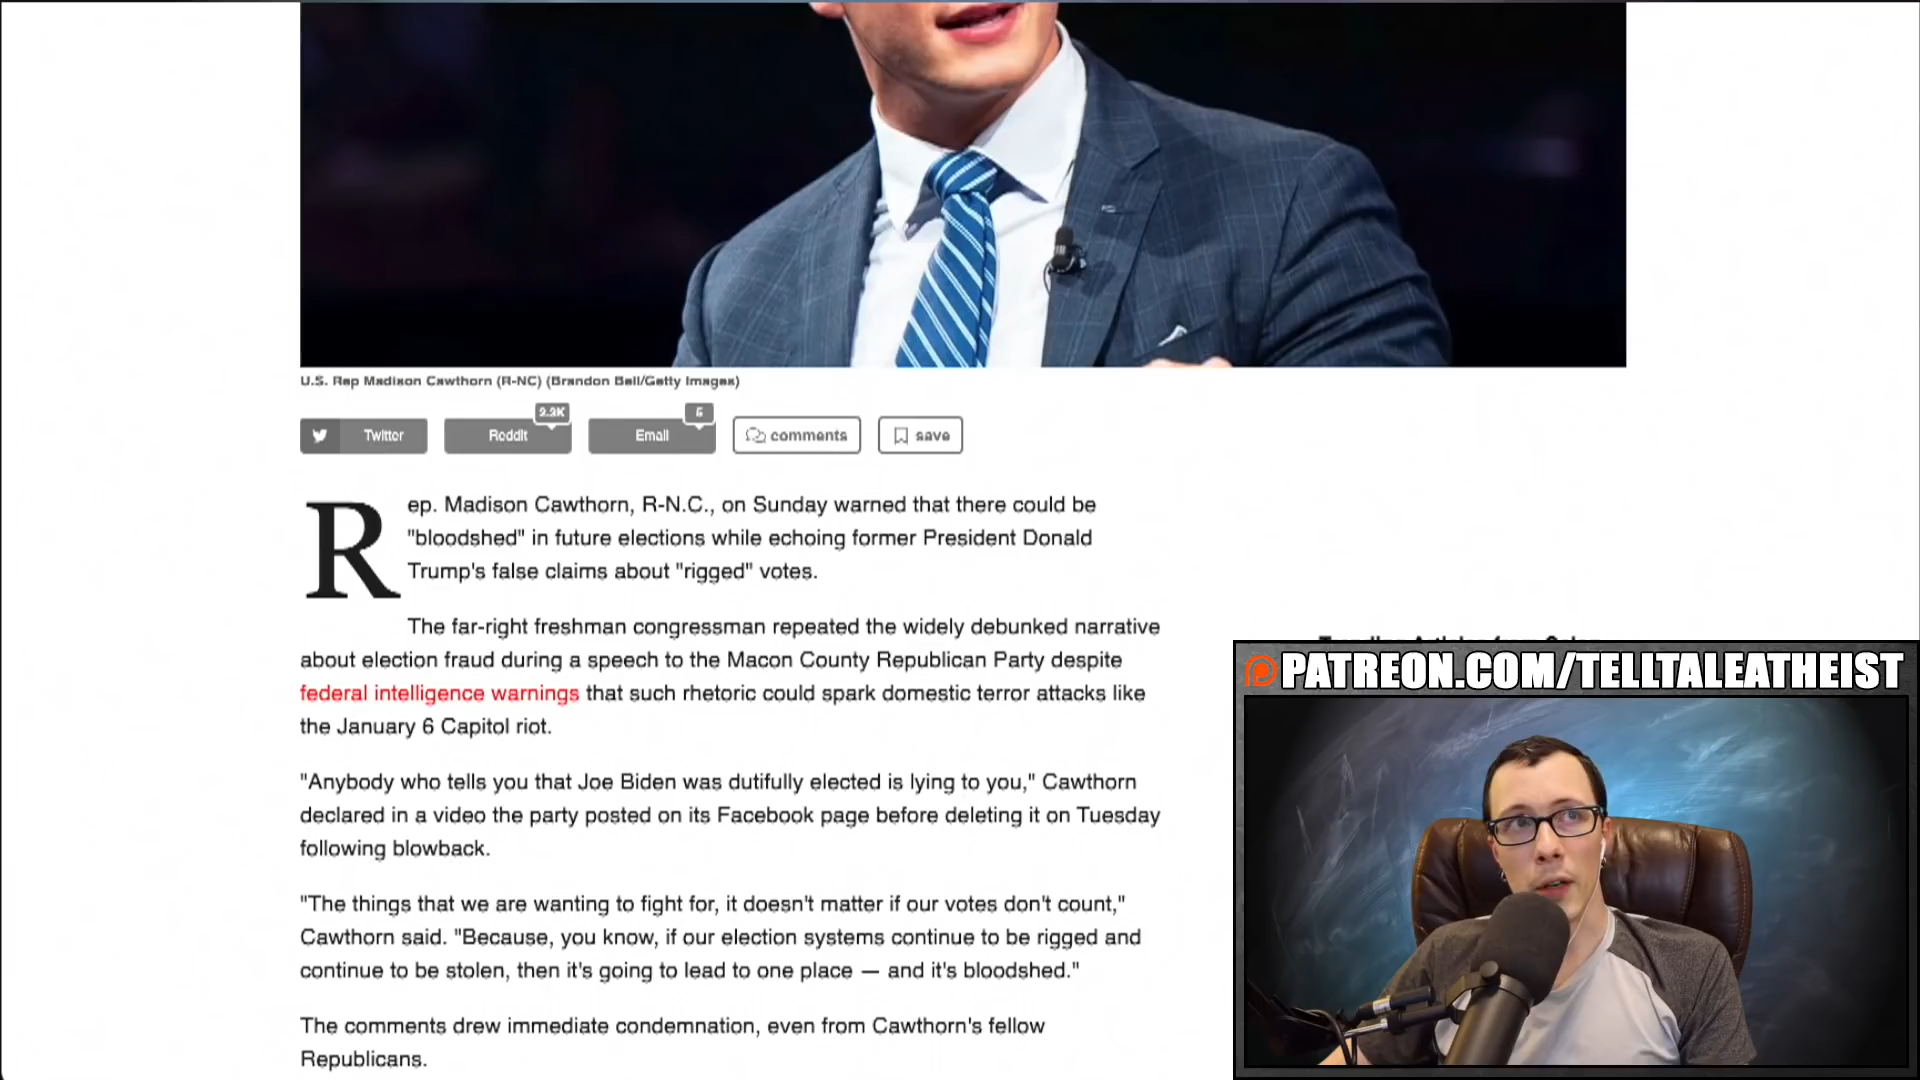 U.S. Rep Madison Cawthorn (R-NC) (Brandon Bell/Getty Images)
2.2K
Twitter
Reddit
Email
comments
save
Rep. Madison Cawthorn, R-N.C., on Sunday warned that there could be
"bloodshed" in future elections while echoing former President Donald
Trump's false claims about "rigged" votes.
The far-right freshman congressman repeated the widely debunked narrative
about election fraud during a speech to the Macon County Republican Party despite
federal intelligence warnings that such rhetoric could spark domestic terror attacks like
the January 6 Capitol riot.
"Anybody who tells you that Joe Biden was dutifully elected is lying to you," Cawthorn
declared in a video the party posted on its Facebook page before deleting it on Tuesday
following blowback.
"The things that we are wanting to fight for, it doesn't matter if our votes don't count,"
Cawthorn said. "Because, you know, if our election systems continue to be rigged and
continue to be stolen, then it's going to lead to one place — and it's bloodshed."
The comments drew immediate condemnation, even from Cawthorn's fellow
Republicans.
PATREON.COM/TELLTALEATHEIST